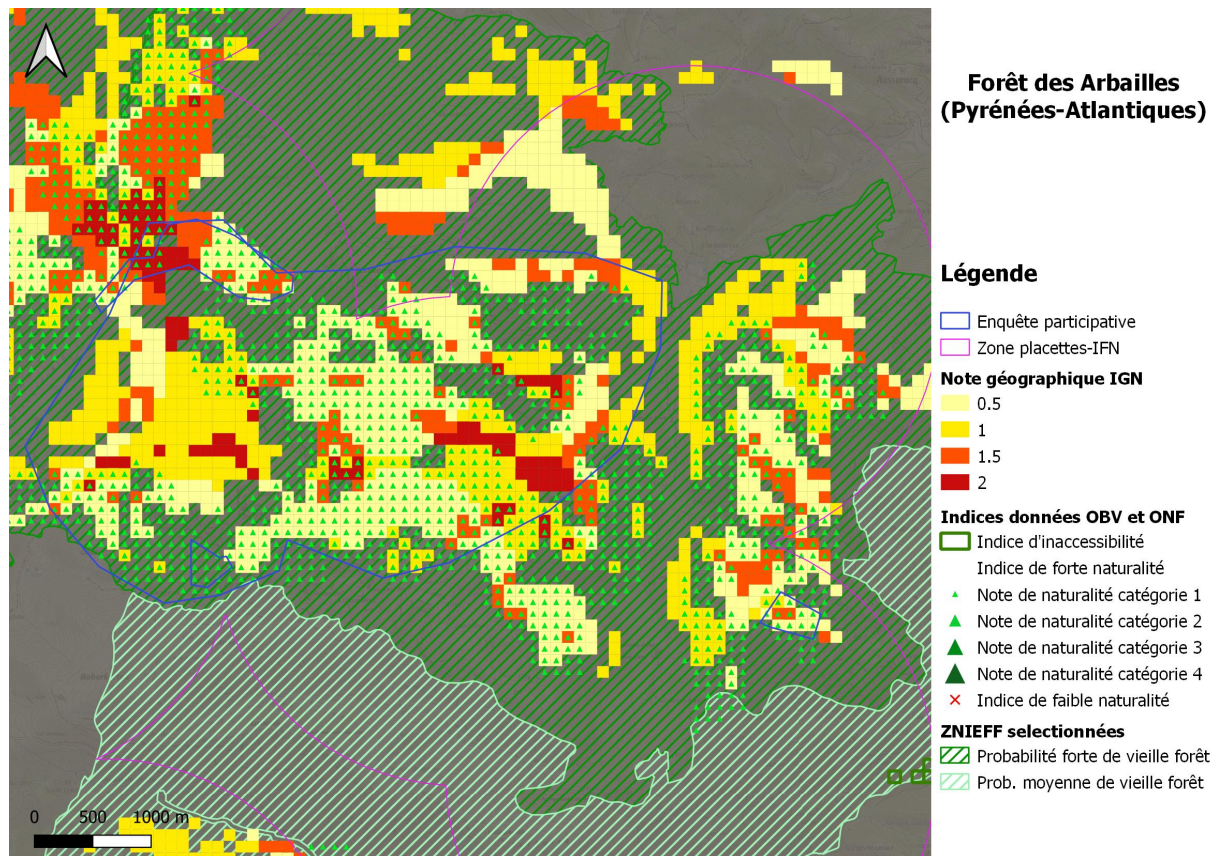 Forêt des Arbailles
(Pyrénées-Atlantiques)
Légende
Enquête participative
Zone placettes-IFN
Note géographique IGN
0.5
1
1.5
2
Indices données OBV et ONF
Indice d'inaccessibilité
Indice de forte naturalité
Note de naturalité catégorie 1
Note de naturalité catégorie 2
Note de naturalité catégorie 3
Note de naturalité catégorie 4
Indice de faible naturalité
ZNIEFF selectionnées
Probabilité forte de vieille forêt
Prob. moyenne de vieille forêt
0 500 1000 m